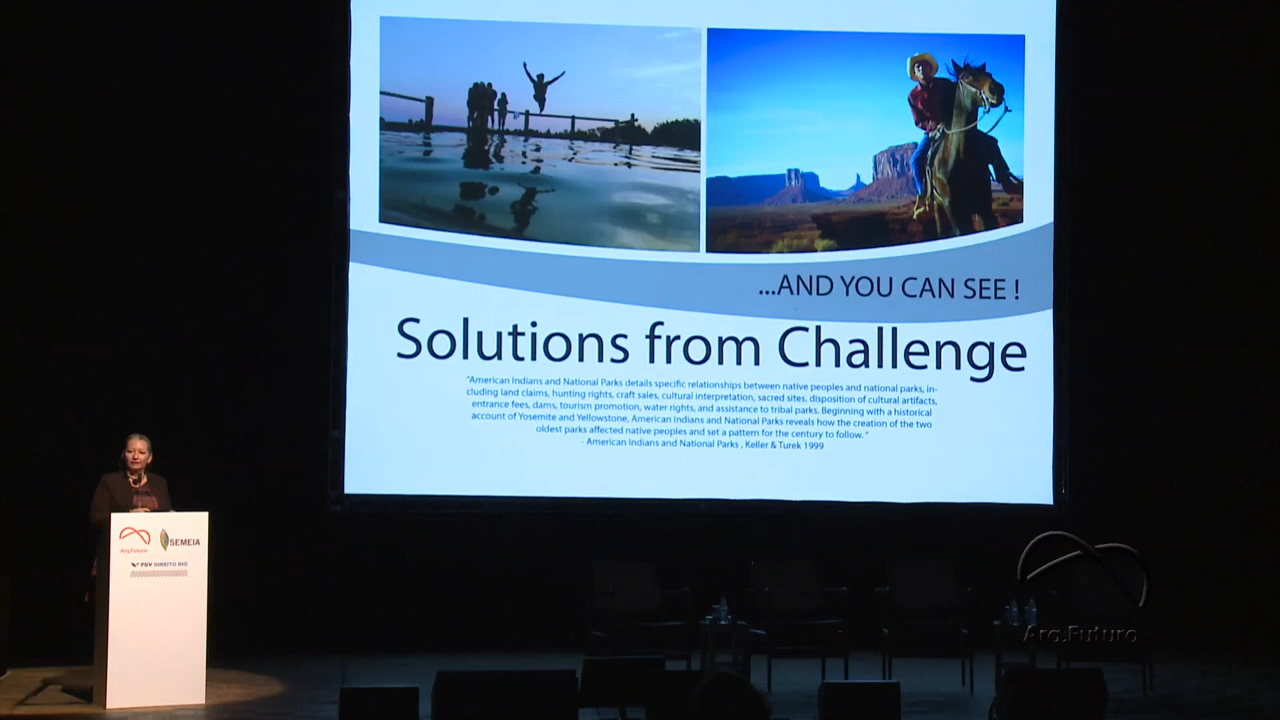 ...AND YOU CAN SEE !
Solutions from Challenge
"American Indians and National Parks details specific relationships between native peoples and national parks, in-
cluding land claims, hunting rights, craft sales, cultural interpretation, sacred sites, disposition of cultural artifacts,
entrance fees, dams, tourism promotion, water rights, and assistance to tribal parks. Beginning with a historical
account of Yosemite and Yellowstone, American Indians and National Parks reveals how the creation of the two
oldest parks affected native peoples and set a pattern for the century to follow. "
- American Indians and National Parks , Keller & Turek 1999
Arq.Futuro
SEMEIA
FGV DIREITO RIO
Arq.Futuro